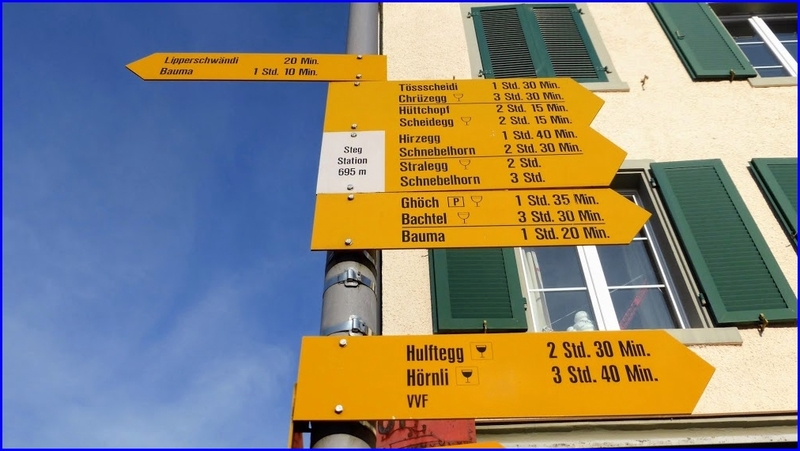 Lipperschwändi 20 Min.
Bauma 1 Std. 10 Min.
Tössscheidi 1 Std. 30 Min.
Chrüzegg 3 Std. 30 Min.
Hüttchopf 2 Std. 15 Min.
Scheidegg 2 Std. 15 Min.
Steg
Station
695 m
Hirzegg 1 Std. 40 Min.
Schnebelhorn 2 Std. 30 Min.
Stralegg 2 Std.
Schnebelhorn 3 Std.
Ghöch P 1 Std. 35 Min.
Bachtel 3 Std. 30 Min.
Bauma 1 Std. 20 Min.
Hulftegg 2 Std. 30 Min.
Hörnli 3 Std. 40 Min.
VVF